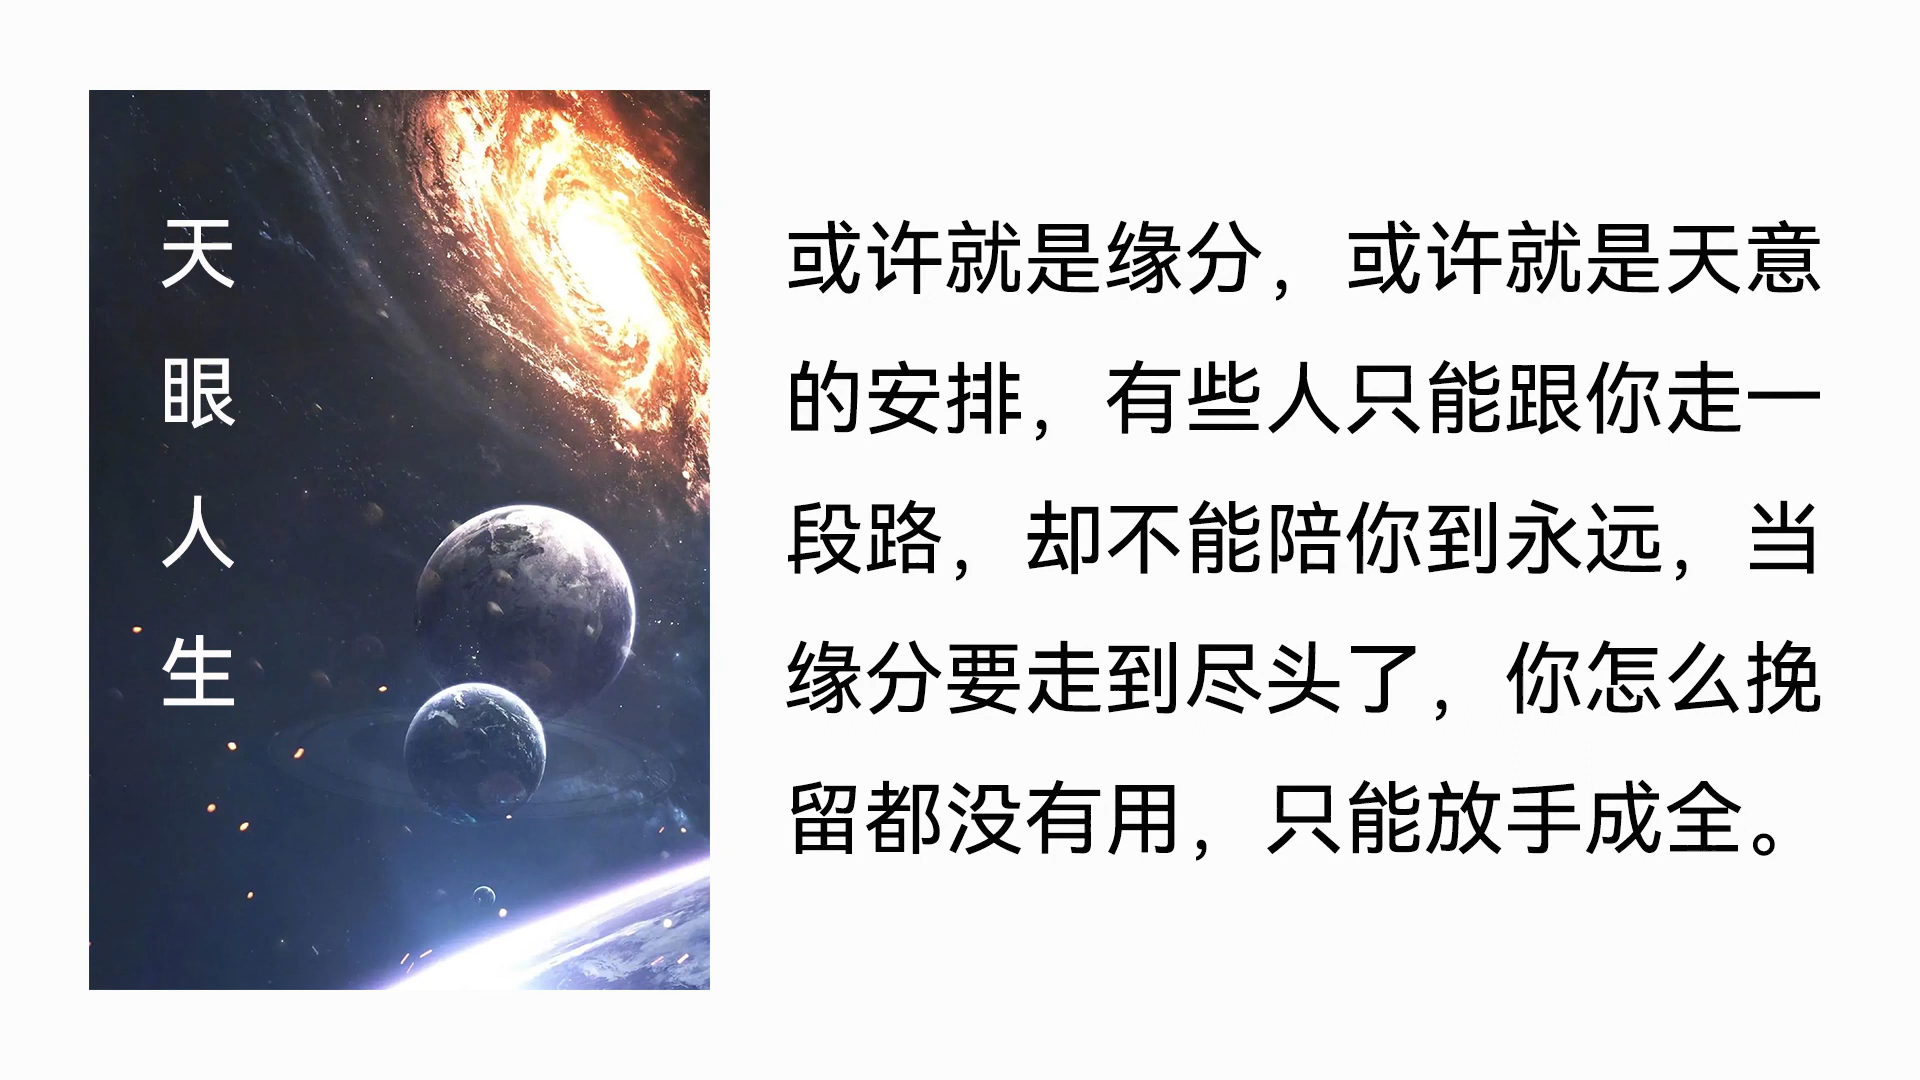 天眼人生
或许就是缘分，或许就是天意
的安排，有些人只能跟你走一
段路，却不能陪你到永远，当
缘分要走到尽头了，你怎么挽
留都没有用，只能放手成全。